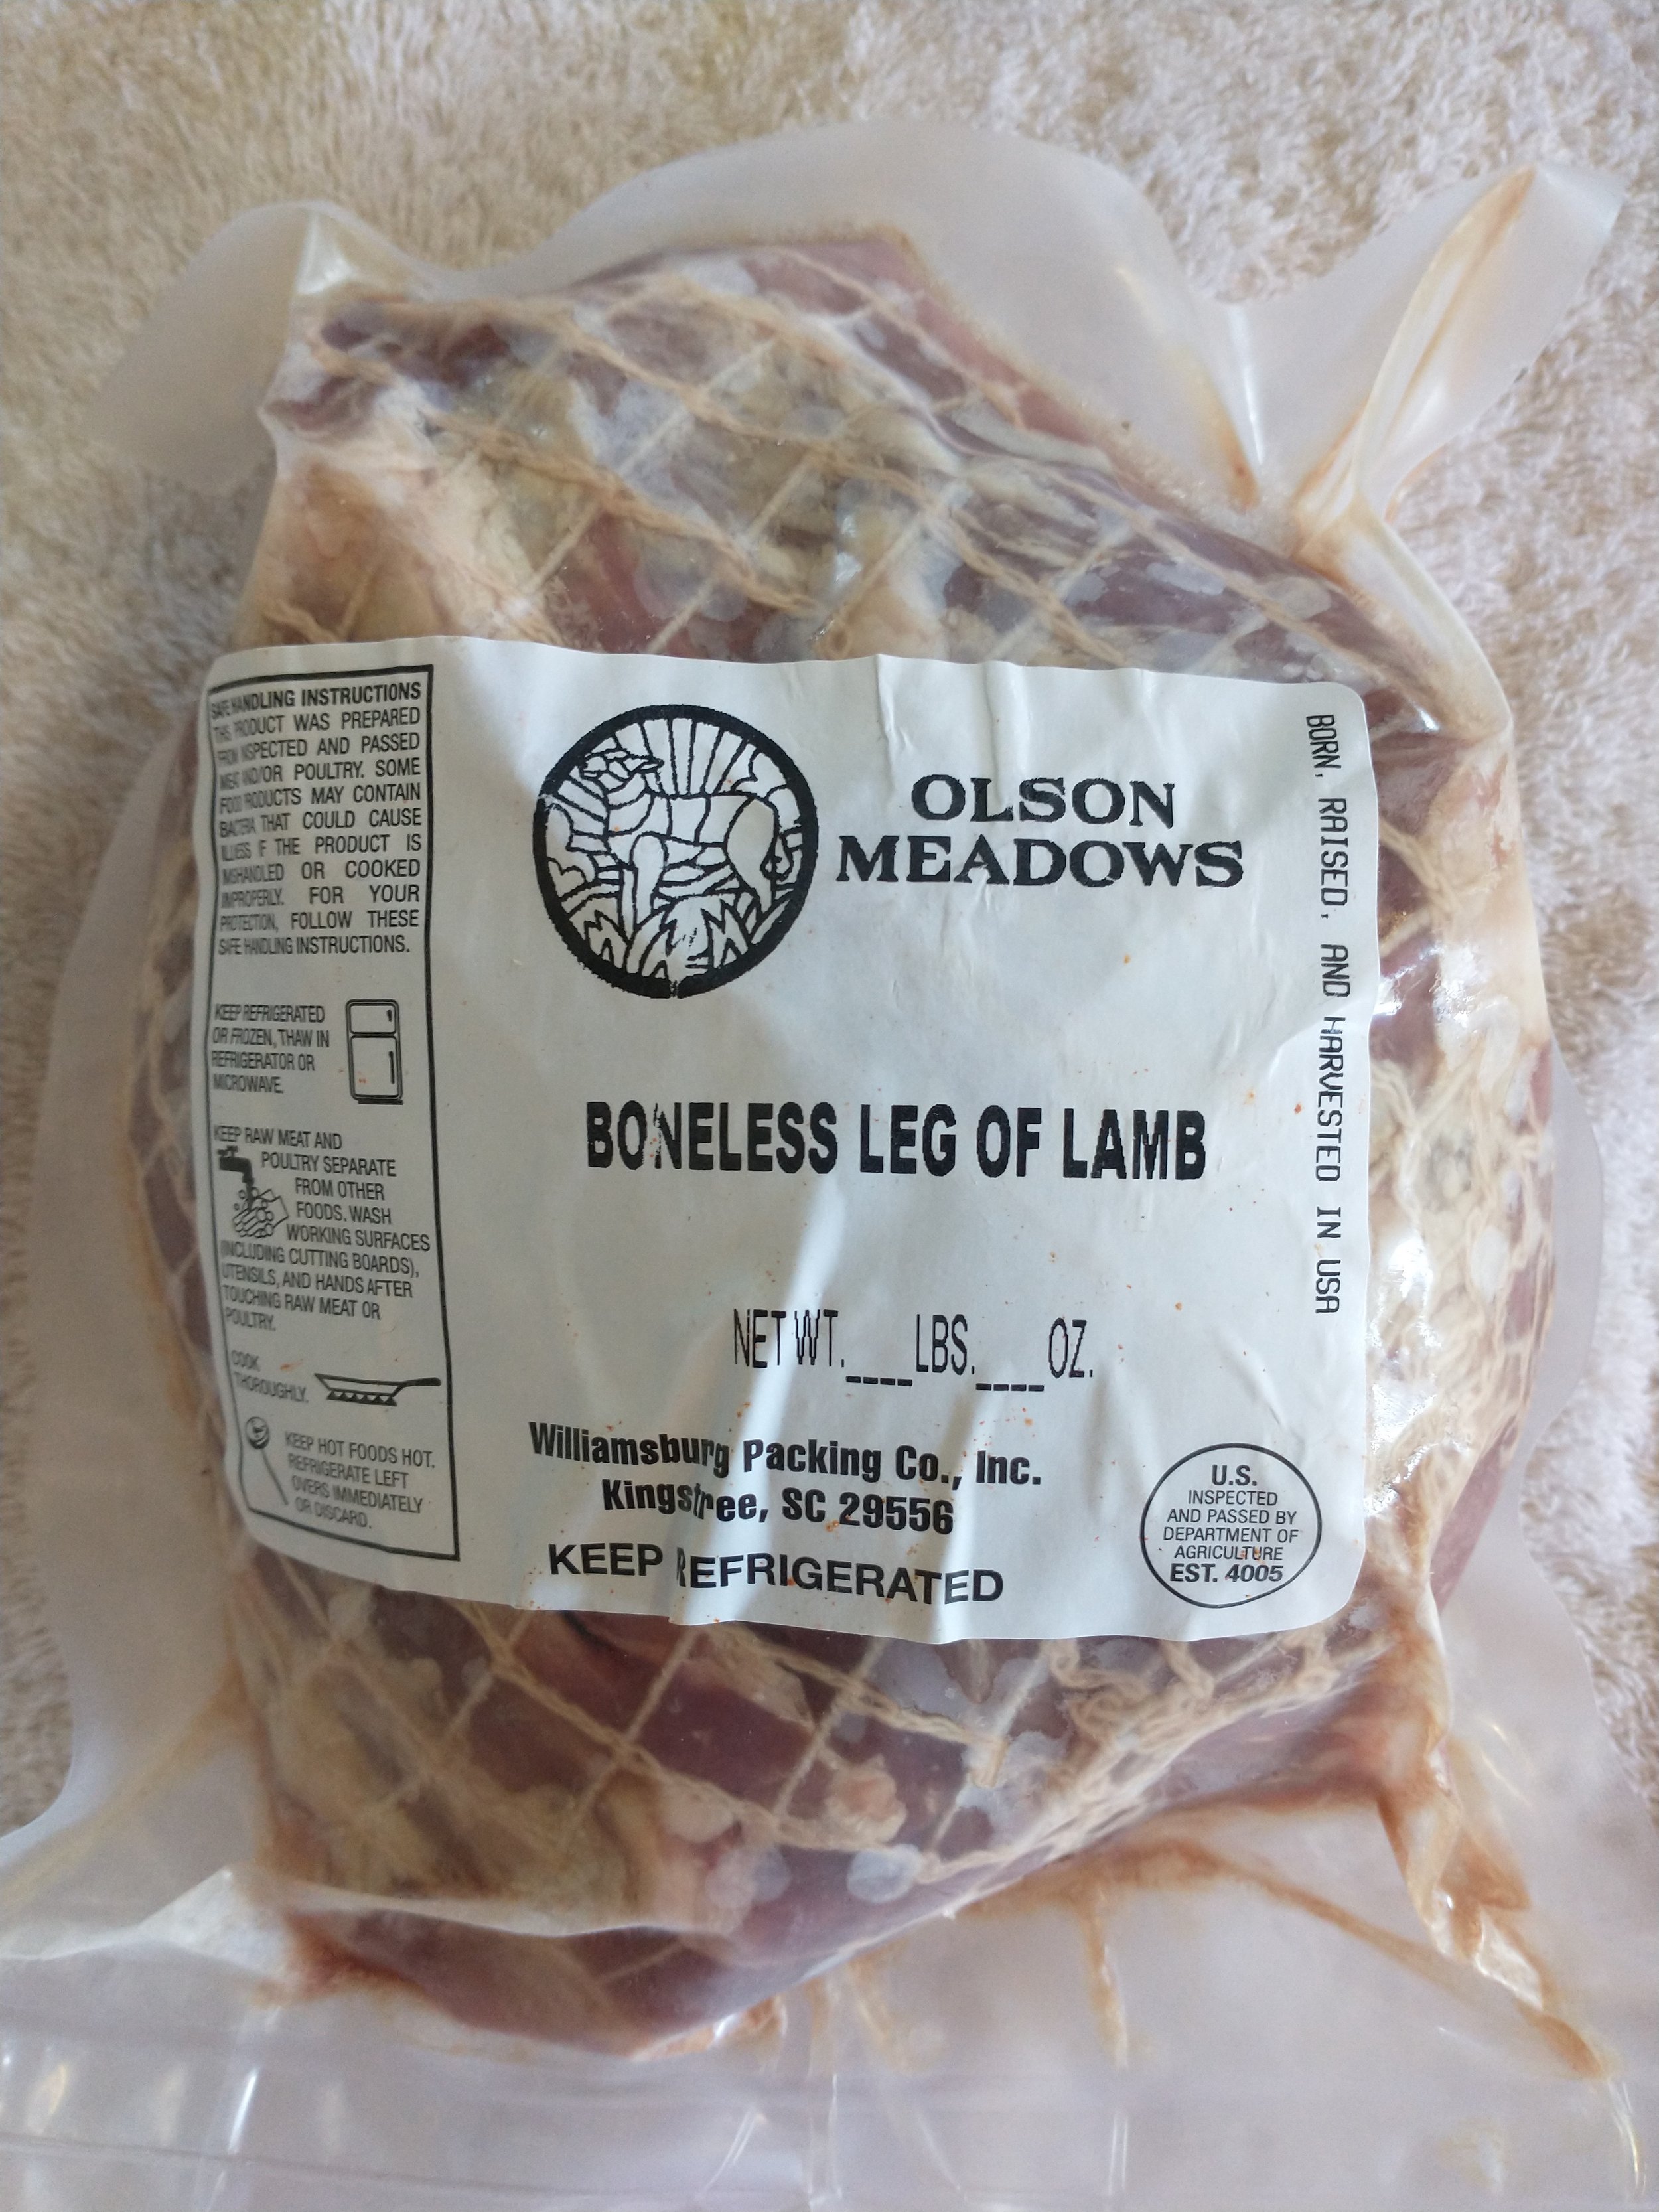 SAFE HANDLING INSTRUCTIONS
THIS PRODUCT WAS PREPARED
FROM INSPECTED AND PASSED
MEAT AND/OR POULTRY. SOME
FOOD PRODUCTS MAY CONTAIN
BACTERIA THAT COULD CAUSE
ILLNESS IF THE PRODUCT IS
MISHANDLED OR COOKED
IMPROPERLY. FOR YOUR
PROTECTION, FOLLOW THESE
SAFE HANDLING INSTRUCTIONS.
KEEP REFRIGERATED
OR FROZEN, THAW IN
REFRIGERATOR OR
MICROWAVE.
KEEP RAW MEAT AND
POULTRY SEPARATE
FROM OTHER
FOODS. WASH
WORKING SURFACES
(INCLUDING CUTTING BOARDS),
UTENSILS, AND HANDS AFTER
TOUCHING RAW MEAT OR
POULTRY.
COOK
THOROUGHLY.
KEEP HOT FOODS HOT.
REFRIGERATE LEFT
OVERS IMMEDIATELY
OR DISCARD.
OLSON
MEADOWS
BONELESS LEG OF LAMB
NET WT.____LBS.____OZ.
Williamsburg Packing Co., Inc.
Kingstree, SC 29556
KEEP REFRIGERATED
U.S.
INSPECTED
AND PASSED BY
DEPARTMENT OF
AGRICULTURE
EST. 4005
BORN, RAISED, AND HARVESTED IN USA